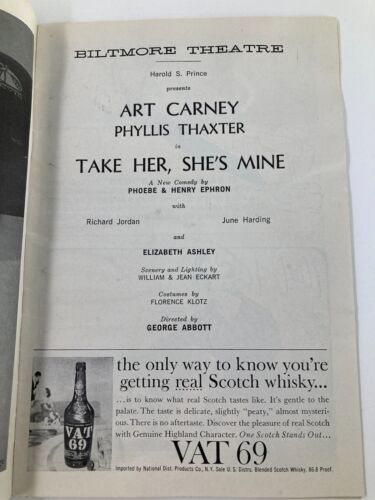 BILTMORE THEATRE
Harold S. Prince
presents
ART CARNEY
PHYLLIS THAXTER
in
TAKE HER, SHE'S MINE
A New Comedy by
PHOEBE & HENRY EPHRON
with
Richard Jordan June Harding
and
ELIZABETH ASHLEY
Scenery and Lighting by
WILLIAM & JEAN ECKART
Costumes by
FLORENCE KLOTZ
Directed by
GEORGE ABBOTT
the only way to know you're
getting real Scotch whisky...
...is to know what real Scotch tastes like. It's gentle to the
palate. The taste is delicate, slightly "peaty," almost mysteri-
ous. There is no aftertaste. Discover the pleasure of real Scotch
with Genuine Highland Character. One Scotch Stands Out...
VAT 69
Imported by National Dist. Products Co., N.Y. Sole U.S. Distrs. Blended Scotch Whisky. 86.8 Proof.
VAT
69